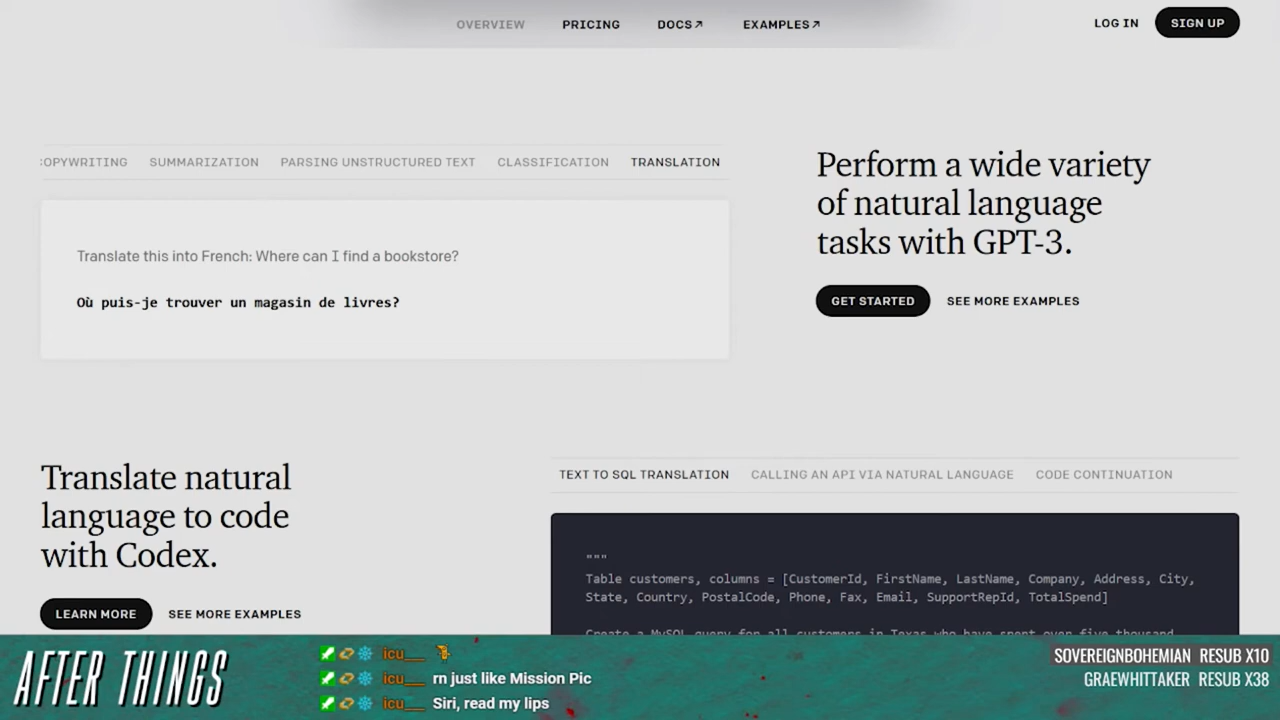 OVERVIEW PRICING DOCS↗ EXAMPLES↗ LOG IN SIGN UP
COPYWRITING SUMMARIZATION PARSING UNSTRUCTURED TEXT CLASSIFICATION TRANSLATION
Translate this into French: Where can I find a bookstore?
Où puis-je trouver un magasin de livres?
Perform a wide variety
of natural language
tasks with GPT-3.
GET STARTED SEE MORE EXAMPLES
Translate natural
language to code
with Codex.
LEARN MORE SEE MORE EXAMPLES
TEXT TO SQL TRANSLATION CALLING AN API VIA NATURAL LANGUAGE CODE CONTINUATION
"""
Table customers, columns = [CustomerId, FirstName, LastName, Company, Address, City,
State, Country, PostalCode, Phone, Fax, Email, SupportRepId, TotalSpend]
Create a MySQL query for all customers in Texas who have spent over five thousand
AFTER THINGS
icu___
icu___ rn just like Mission Pic
icu___ Siri, read my lips
SOVEREIGNBOHEMIAN RESUB X10
GRAEWHITTAKER RESUB X38